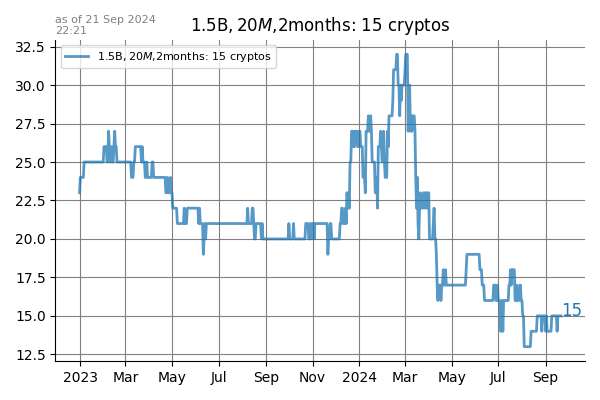 as of 21 Sep 2024
22:21
1.5B, 20M,2months: 15 cryptos
1.5B, 20M,2months: 15 cryptos
32.5
30.0
27.5
25.0
22.5
20.0
17.5
15.0
12.5
15
2023 Mar May Jul Sep Nov 2024 Mar May Jul Sep